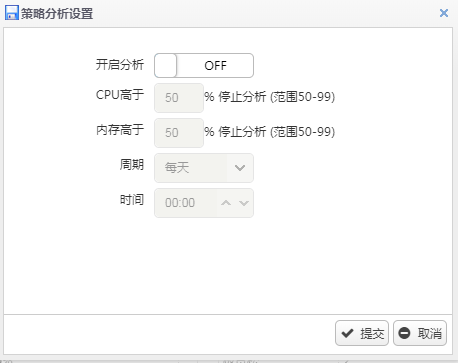 策略分析设置
开启分析 OFF
CPU高于 50 % 停止分析 (范围50-99)
内存高于 50 % 停止分析 (范围50-99)
周期 每天
时间 00:00
提交 取消